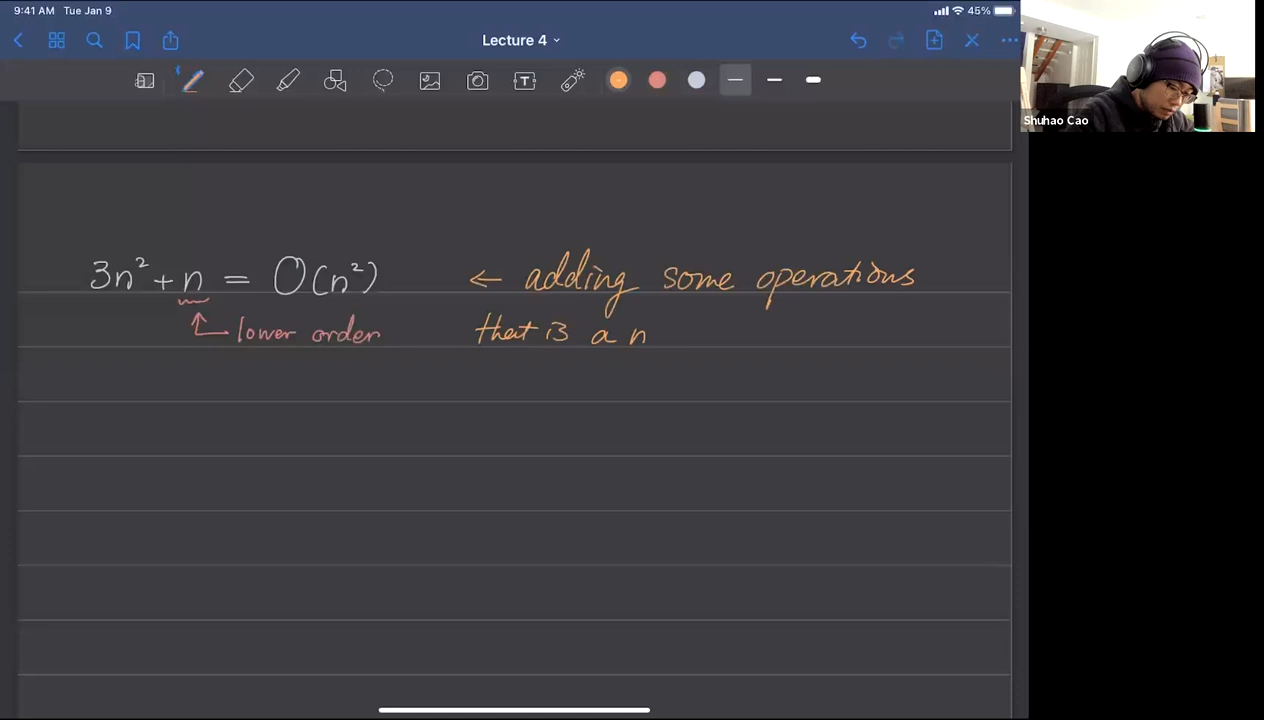 9:41 AM Tue Jan 9
45%
Lecture 4
Shuhao Cao
3n² + n = O(n²) ← adding some operations
↑ lower order that is a n